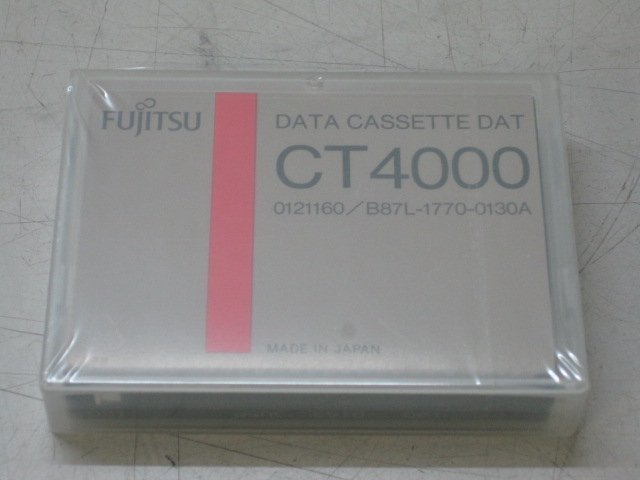 FUJITSU
DATA CASSETTE DAT
CT4000
0121160/B87L-1770-0130A
MADE IN JAPAN